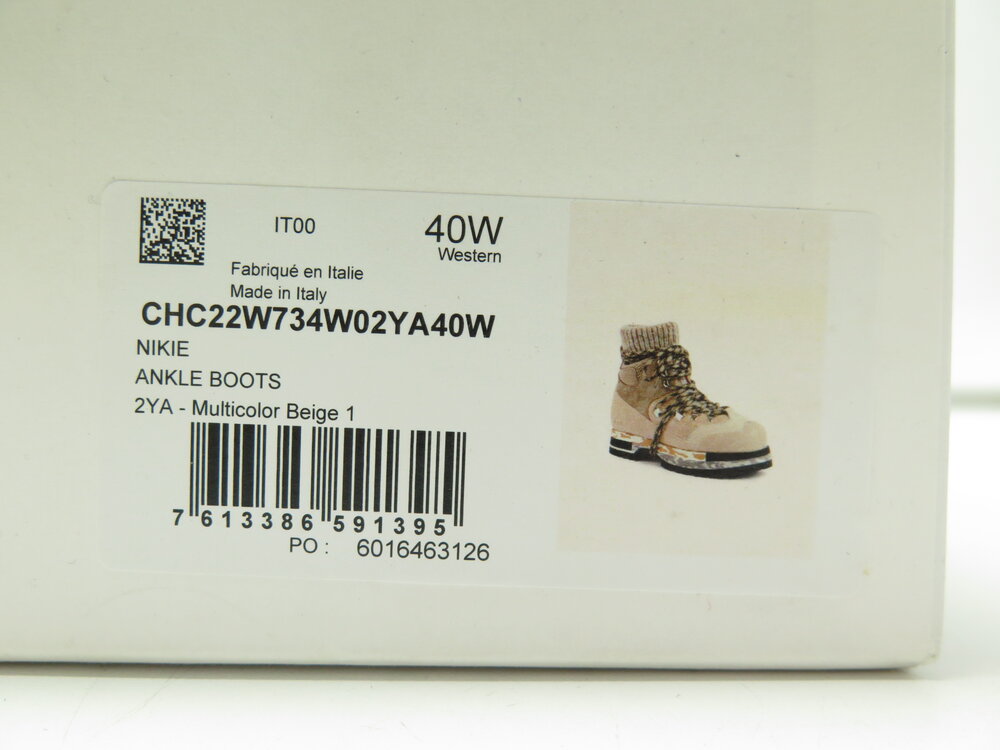 IT00
40W
Western
Fabriqué en Italie
Made in Italy
CHC22W734W02YA40W
NIKIE
ANKLE BOOTS
2YA - Multicolor Beige 1
7 613386 591395
PO : 6016463126